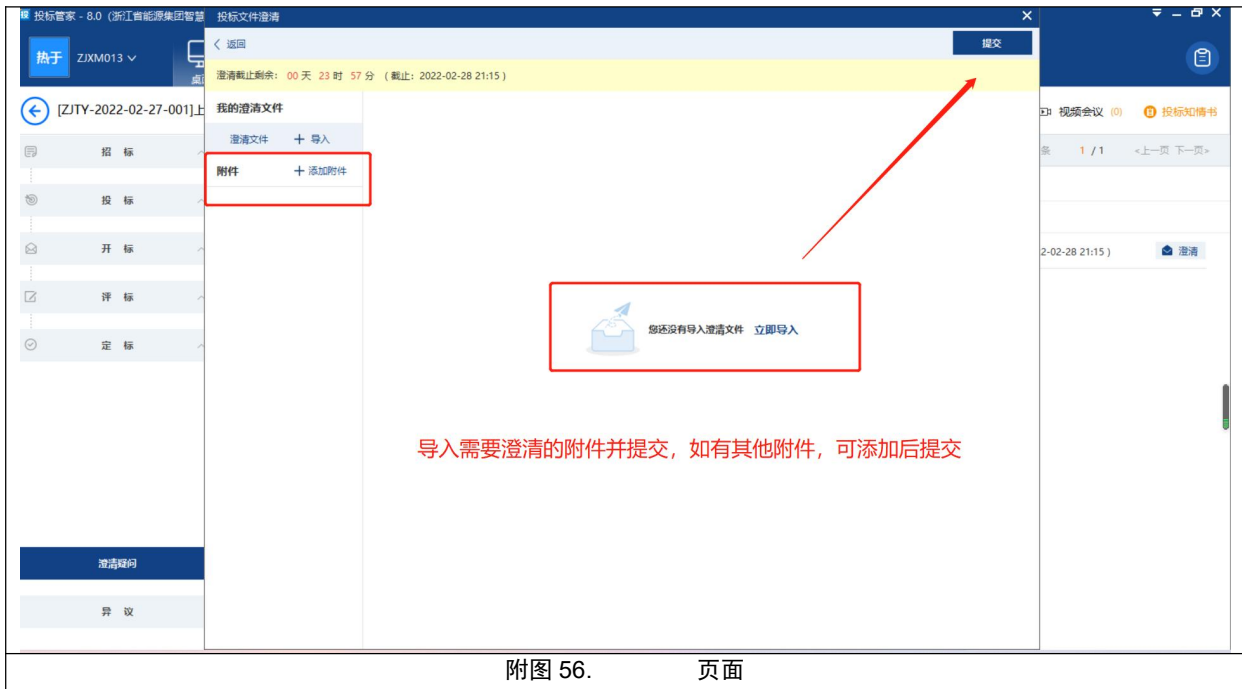 投标管家 - 8.0（浙江省能源集团智慧
投标文件澄清
热于
ZJXM013
< 返回
提交
澄清截止剩余： 00 天 23 时 57 分 （截止：2022-02-28 21:15）
[ZJTY-2022-02-27-001]上
我的澄清文件
视频会议 (0)
投标知情书
澄清文件 + 导入
招 标
条 1 / 1 <上一页 下一页>
附件 + 添加附件
投 标
开 标
2-02-28 21:15 )
澄清
评 标
您还没有导入澄清文件 立即导入
定 标
导入需要澄清的附件并提交，如有其他附件，可添加后提交
澄清疑问
异 议
附图 56. 页面